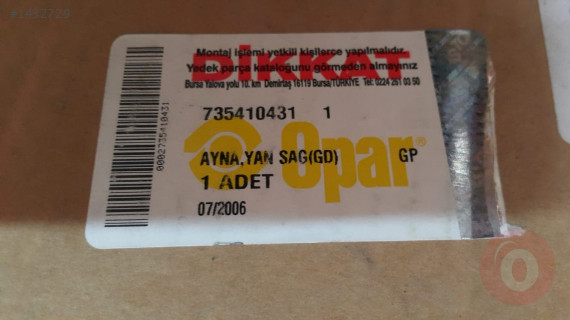 DİKKAT
Montaj işlemi yetkili kişilerce yapılmalıdır.
Yedek parça kataloğunu görmeden almayınız
Bursa Yalova yolu 10. km Demirtaş 16119 Bursa/TÜRKİYE Tel: 0224 261 03 50
735410431 1
0002735410431
Opar
AYNA,YAN SAG(GD) GP
1 ADET
07/2006